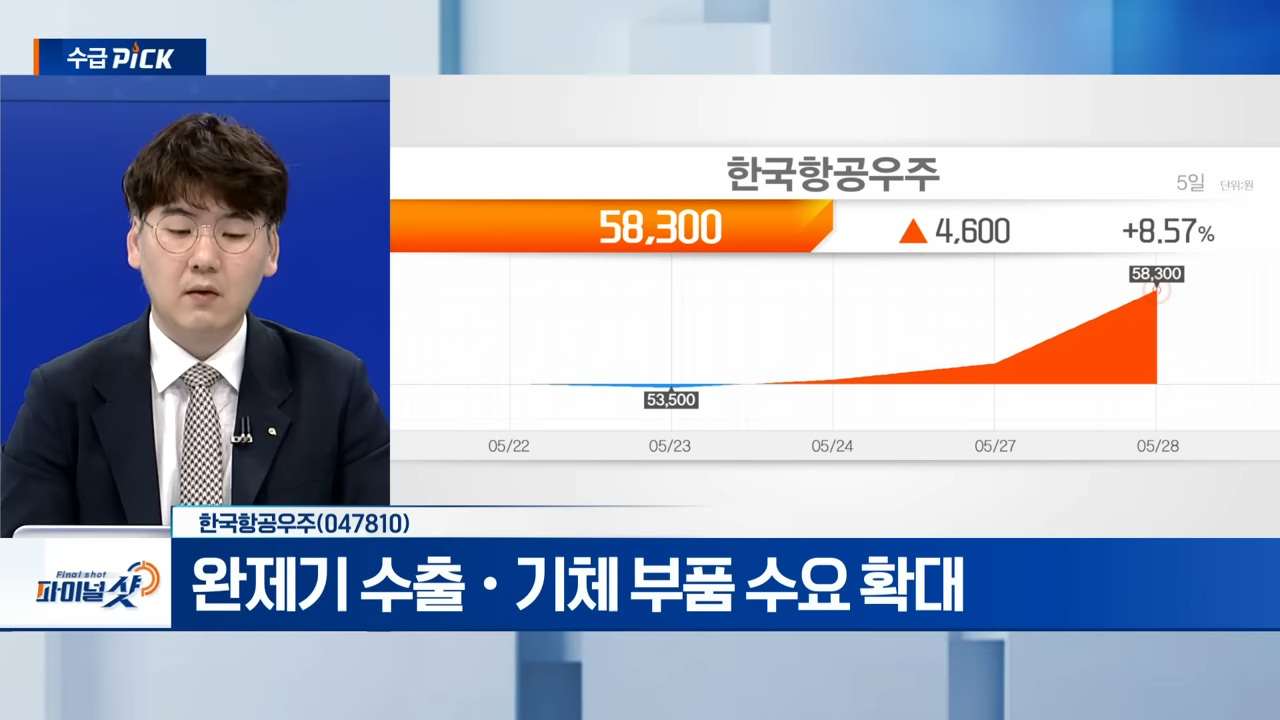 수급 PiCK
한국항공우주
5일 단위:원
58,300 ▲ 4,600 +8.57%
58,300
53,500
05/22 05/23 05/24 05/27 05/28
한국항공우주(047810)
Final shot
파이널샷
완제기 수출·기체 부품 수요 확대